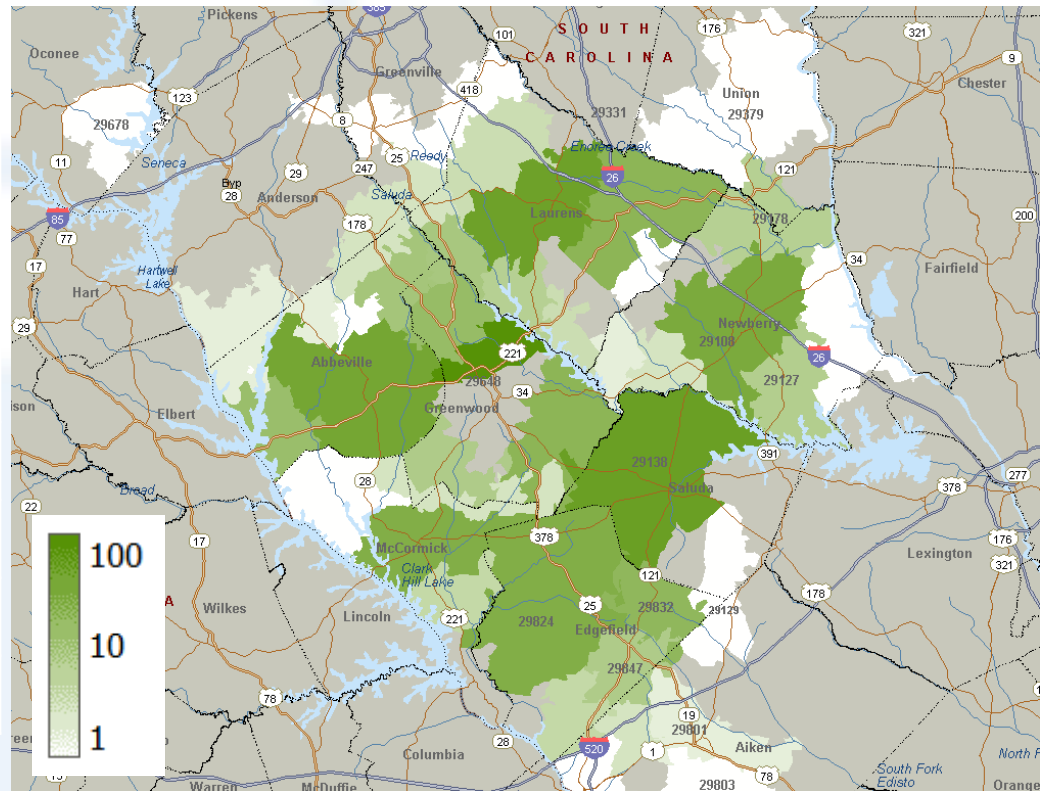 Pickens
385
SOUTH
CAROLINA
176
321
Oconee
101
9
Greenville
Chester
123
418
Union
29379
29678
8
29331
11
Seneca
25
Reedy
Enoree Creek
247
121
29
26
Byp
28
Anderson
Saluda
Laurens
85
178
29178
200
77
17
34
Hartwell
Lake
Fairfield
Hart
29
Newberry
29108
Abbeville
221
26
29648
29127
34
Greenwood
Elbert
391
29138
28
277
Broad
Saluda
378
22
17
378
176
McCormick
Lexington
321
Clark
Hill Lake
121
178
A
Wilkes
Lincoln
25
29832
29129
221
29824
Edgefield
29847
78
19
29801
28
520
1
Aiken
Columbia
78
29803
South Fork
Edisto
Warren
McDuffie
Orange
100
10
1